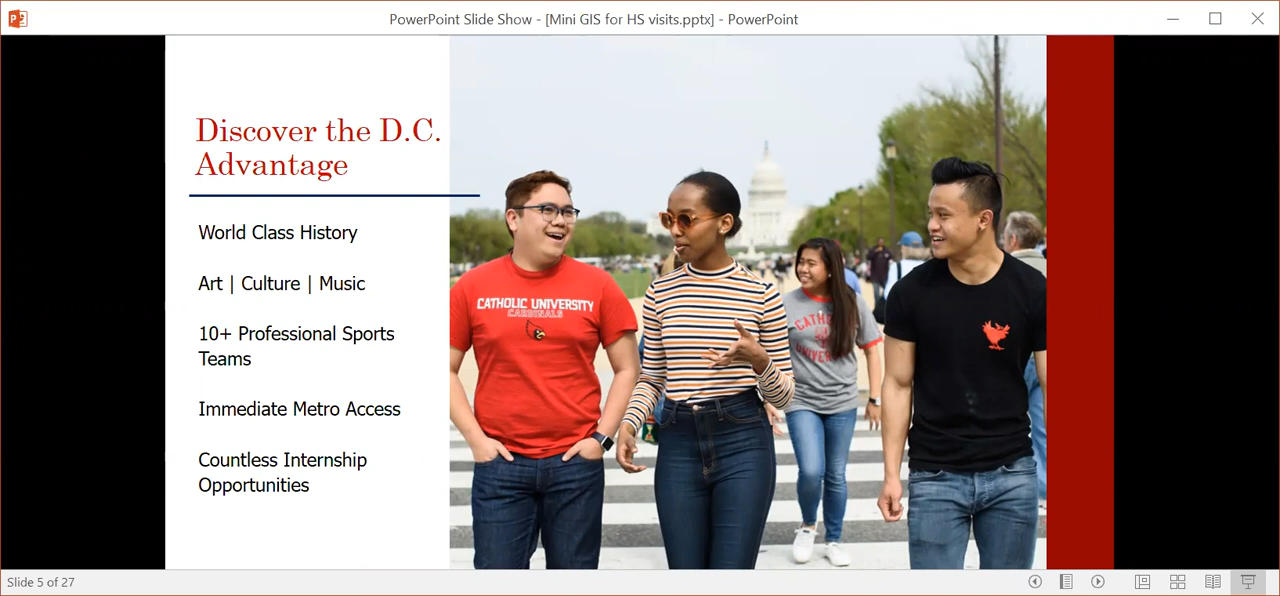 PowerPoint Slide Show - [Mini GIS for HS visits.pptx] - PowerPoint
Discover the D.C.
Advantage
World Class History
Art | Culture | Music
10+ Professional Sports
Teams
Immediate Metro Access
Countless Internship
Opportunities
CATHOLIC UNIVERSITY
CARDINALS
Slide 5 of 27